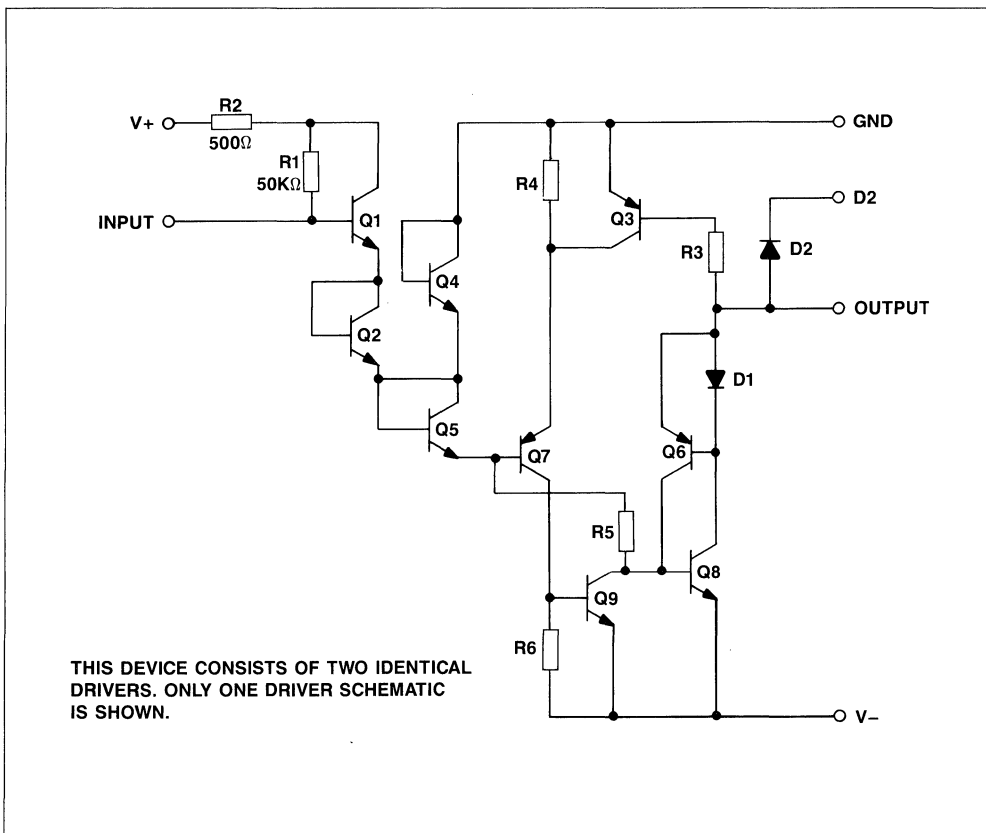 R2
V+
500Ω
GND
R1
50KΩ
R4
D2
INPUT
Q1
Q3
R3
D2
Q4
OUTPUT
Q2
D1
Q5
Q7
Q6
R5
Q8
Q9
R6
THIS DEVICE CONSISTS OF TWO IDENTICAL
DRIVERS. ONLY ONE DRIVER SCHEMATIC
IS SHOWN.
V–